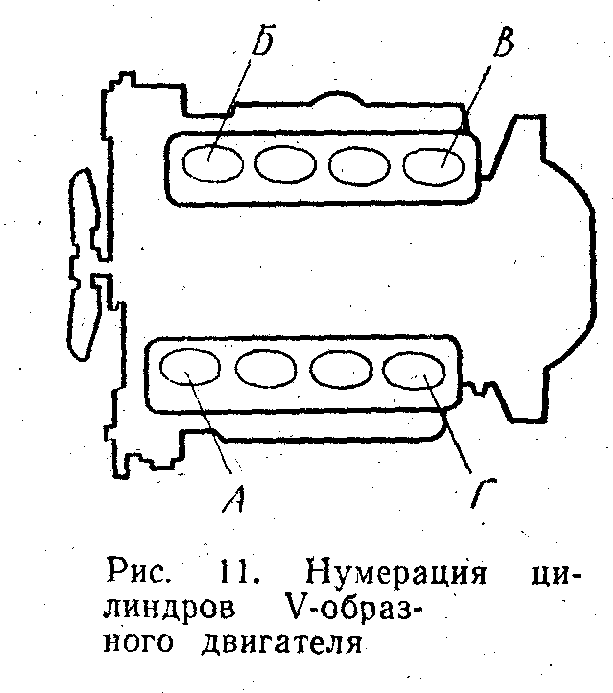 Б В
А Г
Рис. 11. Нумерация ци-
линдров V-образ-
ного двигателя